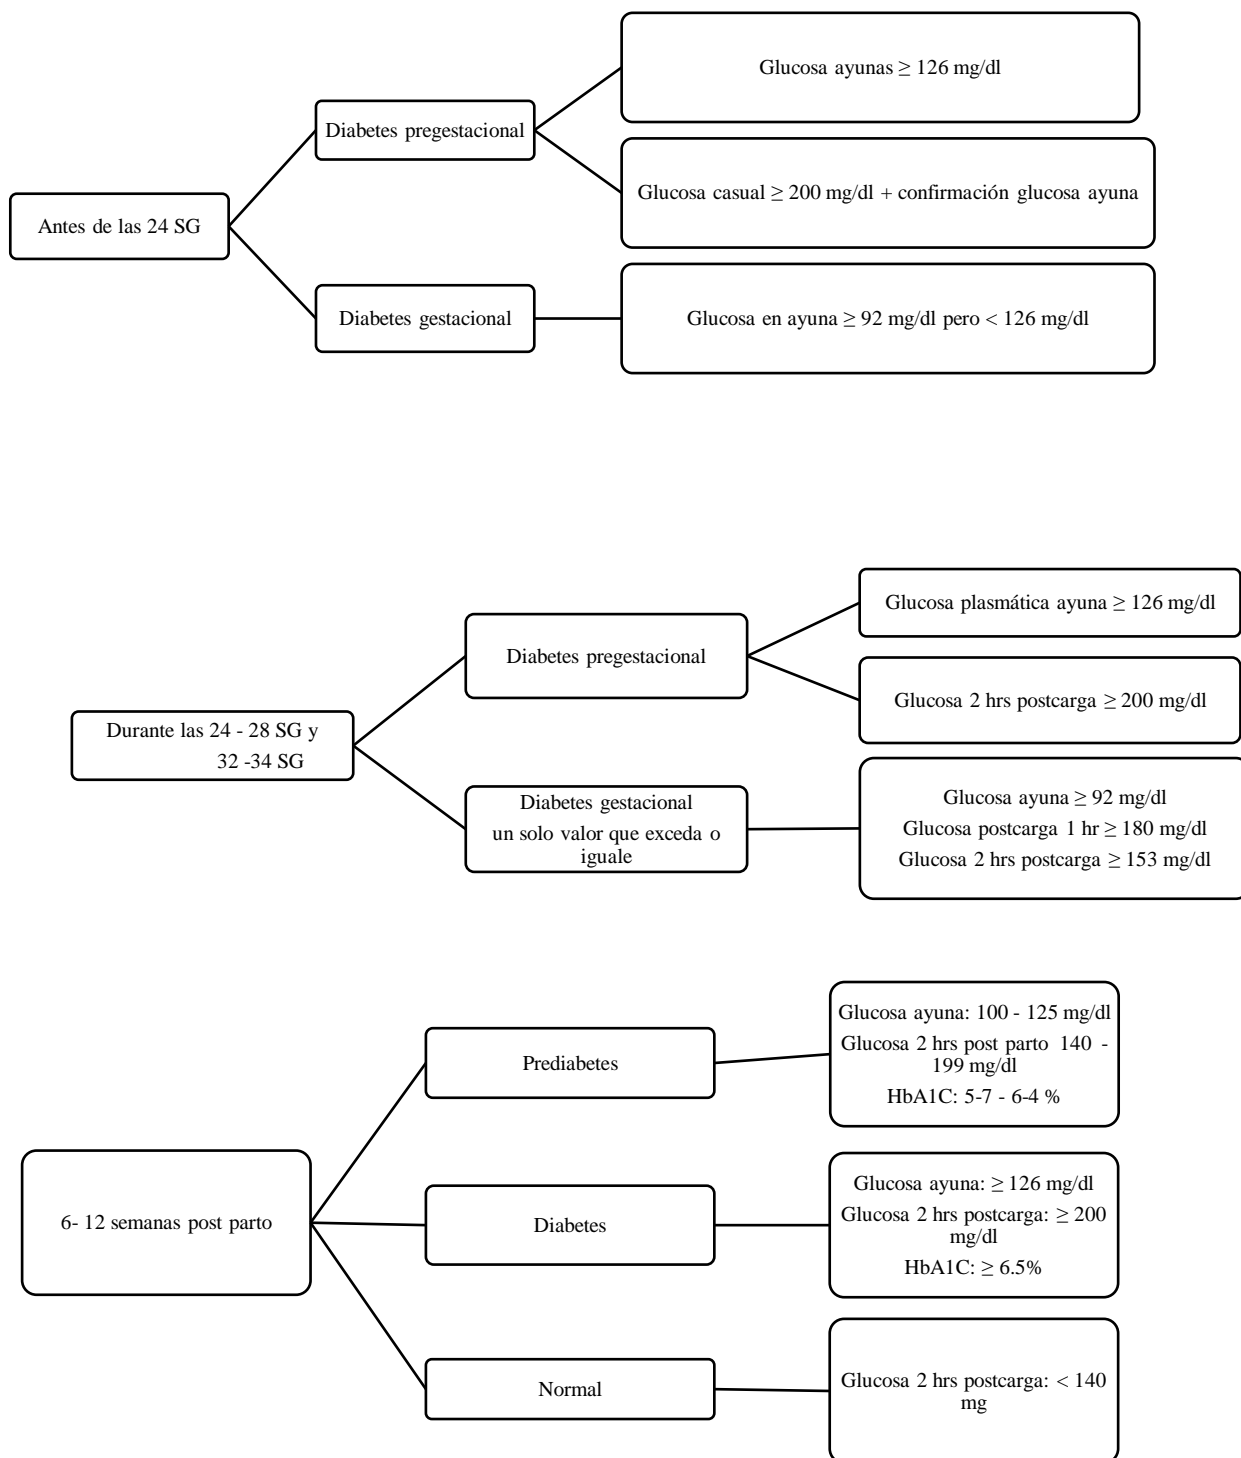 Glucosa ayunas ≥ 126 mg/dl
Diabetes pregestacional
Glucosa casual ≥ 200 mg/dl + confirmación glucosa ayuna
Antes de las 24 SG
Diabetes gestacional
Glucosa en ayuna ≥ 92 mg/dl pero < 126 mg/dl
Glucosa plasmática ayuna ≥ 126 mg/dl
Diabetes pregestacional
Glucosa 2 hrs postcarga ≥ 200 mg/dl
Durante las 24 - 28 SG y
32 -34 SG
Diabetes gestacional
un solo valor que exceda o
iguale
Glucosa ayuna ≥ 92 mg/dl
Glucosa postcarga 1 hr ≥ 180 mg/dl
Glucosa 2 hrs postcarga ≥ 153 mg/dl
Glucosa ayuna: 100 - 125 mg/dl
Glucosa 2 hrs post parto 140 -
199 mg/dl
HbA1C: 5-7 - 6-4 %
Prediabetes
6- 12 semanas post parto
Diabetes
Glucosa ayuna: ≥ 126 mg/dl
Glucosa 2 hrs postcarga: ≥ 200
mg/dl
HbA1C: ≥ 6.5%
Normal
Glucosa 2 hrs postcarga: < 140
mg